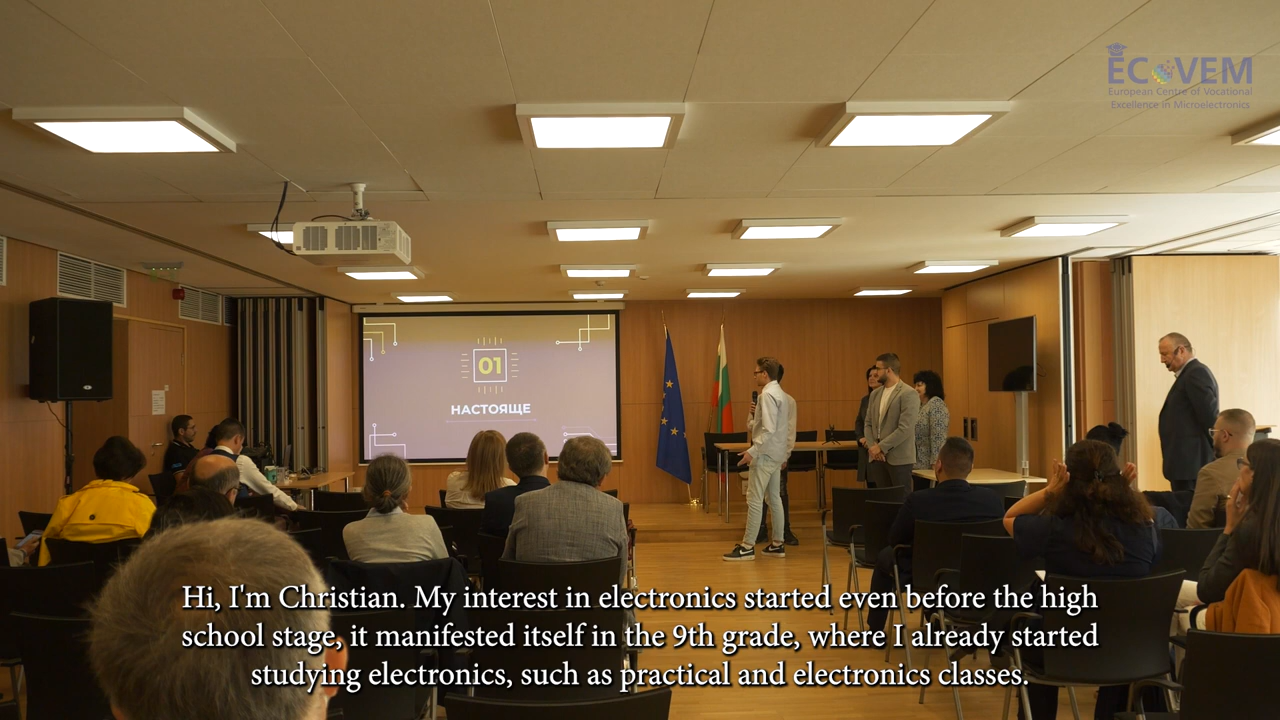 ECOVEM
European Centre of Vocational
Excellence in Microelectronics
01
НАСТОЯЩЕ
Hi, I'm Christian. My interest in electronics started even before the high
school stage, it manifested itself in the 9th grade, where I already started
studying electronics, such as practical and electronics classes.